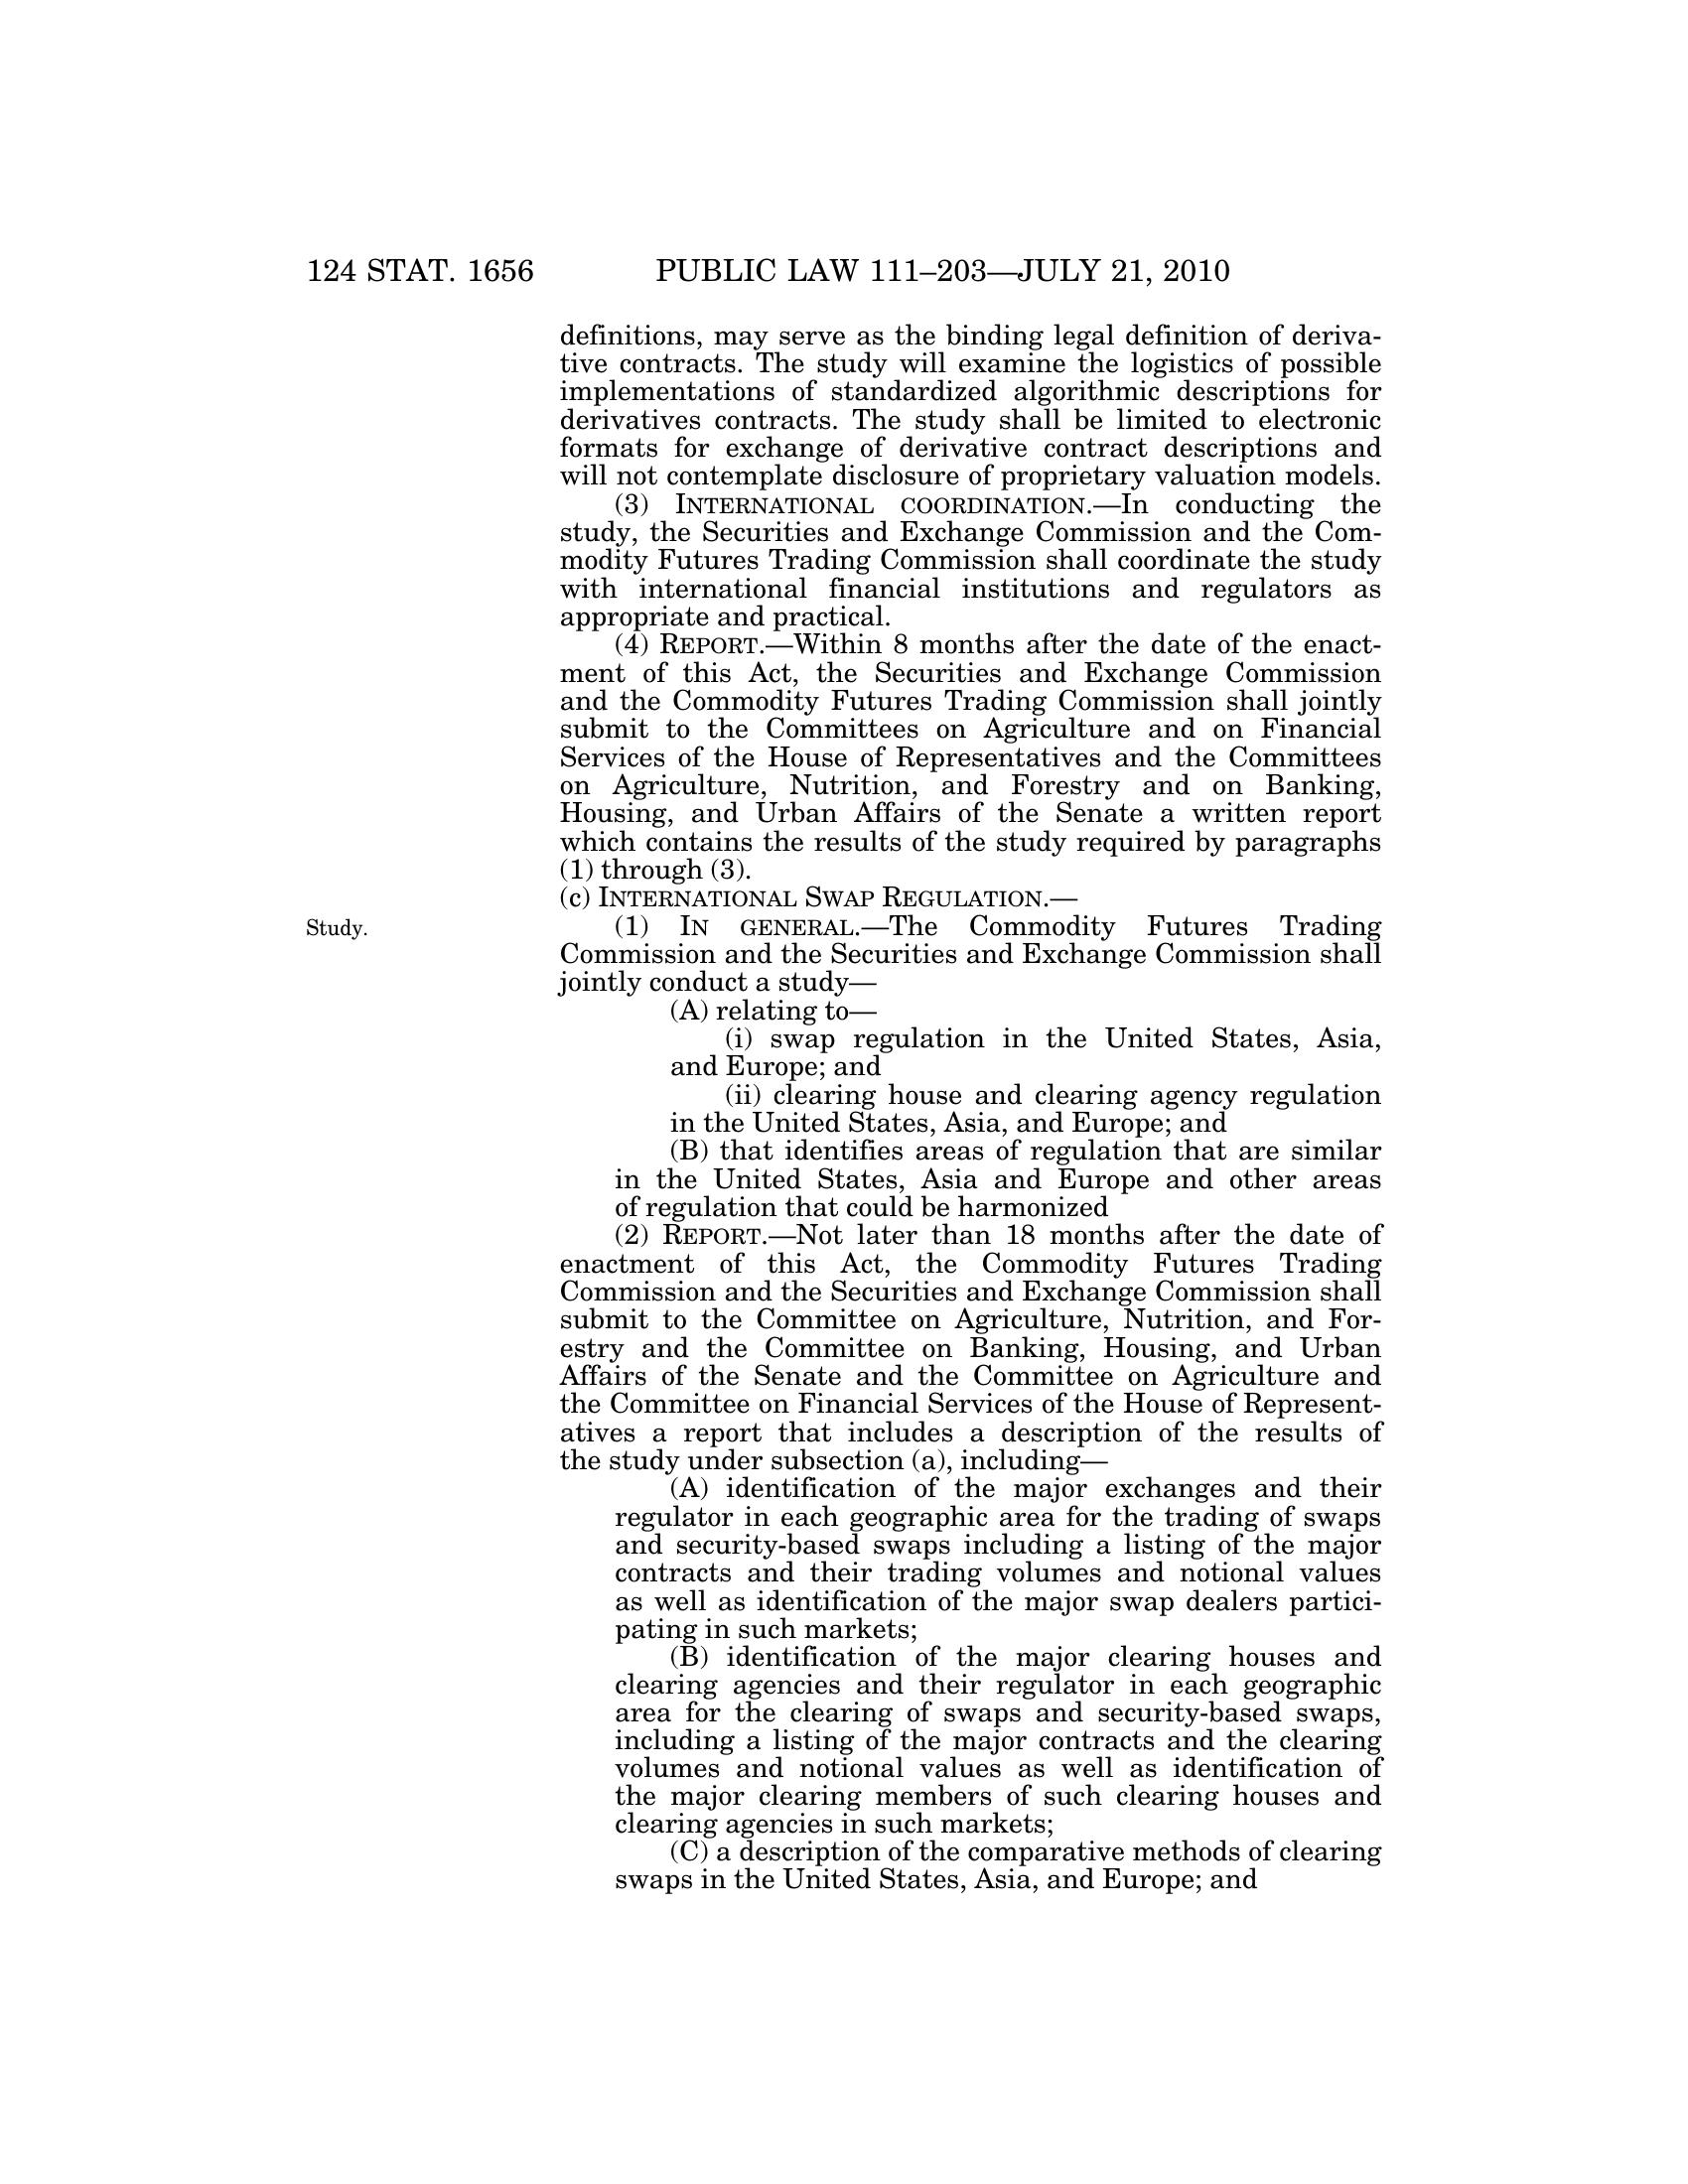 124 STAT. 1656 PUBLIC LAW 111–203—JULY 21, 2010
definitions, may serve as the binding legal definition of deriva-
tive contracts. The study will examine the logistics of possible
implementations of standardized algorithmic descriptions for
derivatives contracts. The study shall be limited to electronic
formats for exchange of derivative contract descriptions and
will not contemplate disclosure of proprietary valuation models.
(3) INTERNATIONAL COORDINATION.—In conducting the
study, the Securities and Exchange Commission and the Com-
modity Futures Trading Commission shall coordinate the study
with international financial institutions and regulators as
appropriate and practical.
(4) REPORT.—Within 8 months after the date of the enact-
ment of this Act, the Securities and Exchange Commission
and the Commodity Futures Trading Commission shall jointly
submit to the Committees on Agriculture and on Financial
Services of the House of Representatives and the Committees
on Agriculture, Nutrition, and Forestry and on Banking,
Housing, and Urban Affairs of the Senate a written report
which contains the results of the study required by paragraphs
(1) through (3).
(c) INTERNATIONAL SWAP REGULATION.—
Study.
(1) IN GENERAL.—The Commodity Futures Trading
Commission and the Securities and Exchange Commission shall
jointly conduct a study—
(A) relating to—
(i) swap regulation in the United States, Asia,
and Europe; and
(ii) clearing house and clearing agency regulation
in the United States, Asia, and Europe; and
(B) that identifies areas of regulation that are similar
in the United States, Asia and Europe and other areas
of regulation that could be harmonized
(2) REPORT.—Not later than 18 months after the date of
enactment of this Act, the Commodity Futures Trading
Commission and the Securities and Exchange Commission shall
submit to the Committee on Agriculture, Nutrition, and For-
estry and the Committee on Banking, Housing, and Urban
Affairs of the Senate and the Committee on Agriculture and
the Committee on Financial Services of the House of Represent-
atives a report that includes a description of the results of
the study under subsection (a), including—
(A) identification of the major exchanges and their
regulator in each geographic area for the trading of swaps
and security-based swaps including a listing of the major
contracts and their trading volumes and notional values
as well as identification of the major swap dealers partici-
pating in such markets;
(B) identification of the major clearing houses and
clearing agencies and their regulator in each geographic
area for the clearing of swaps and security-based swaps,
including a listing of the major contracts and the clearing
volumes and notional values as well as identification of
the major clearing members of such clearing houses and
clearing agencies in such markets;
(C) a description of the comparative methods of clearing
swaps in the United States, Asia, and Europe; and